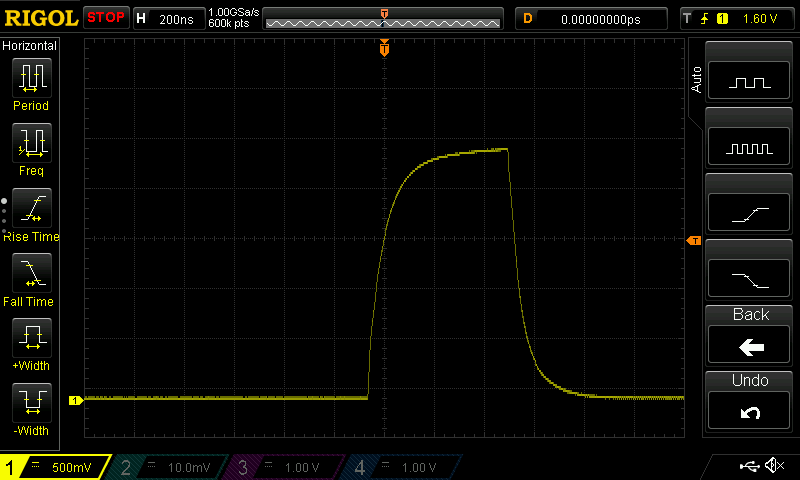 RIGOL STOP H 200ns 1.00GSa/s 600k pts T D 0.00000000ps T 1 1.60 V
Horizontal
T
Period
Auto
1/ Freq
Rise Time
T
Fall Time
Back
+Width
Undo
1
-Width
1 500mV 2 10.0mV 3 1.00 V 4 1.00 V